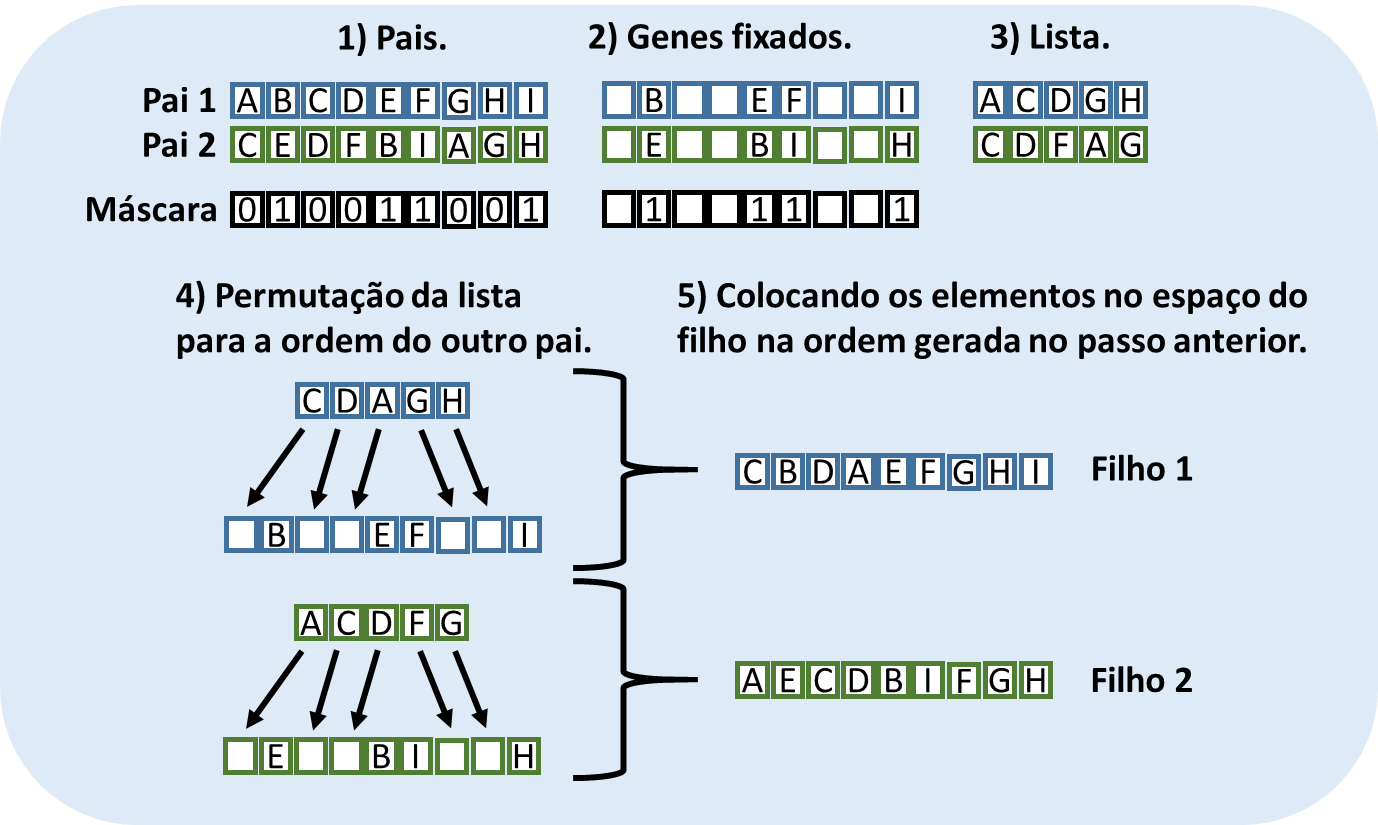 1) Pais.
2) Genes fixados.
3) Lista.
Pai 1 A B C D E F G H I
B E F I
A C D G H
Pai 2 C E D F B I A G H
E B I H
C D F A G
Máscara 0 1 0 0 1 1 0 0 1
1 1 1 1
4) Permutação da lista
para a ordem do outro pai.
5) Colocando os elementos no espaço do
filho na ordem gerada no passo anterior.
C D A G H
B E F I
C B D A E F G H I Filho 1
A C D F G
E B I H
A E C D B I F G H Filho 2